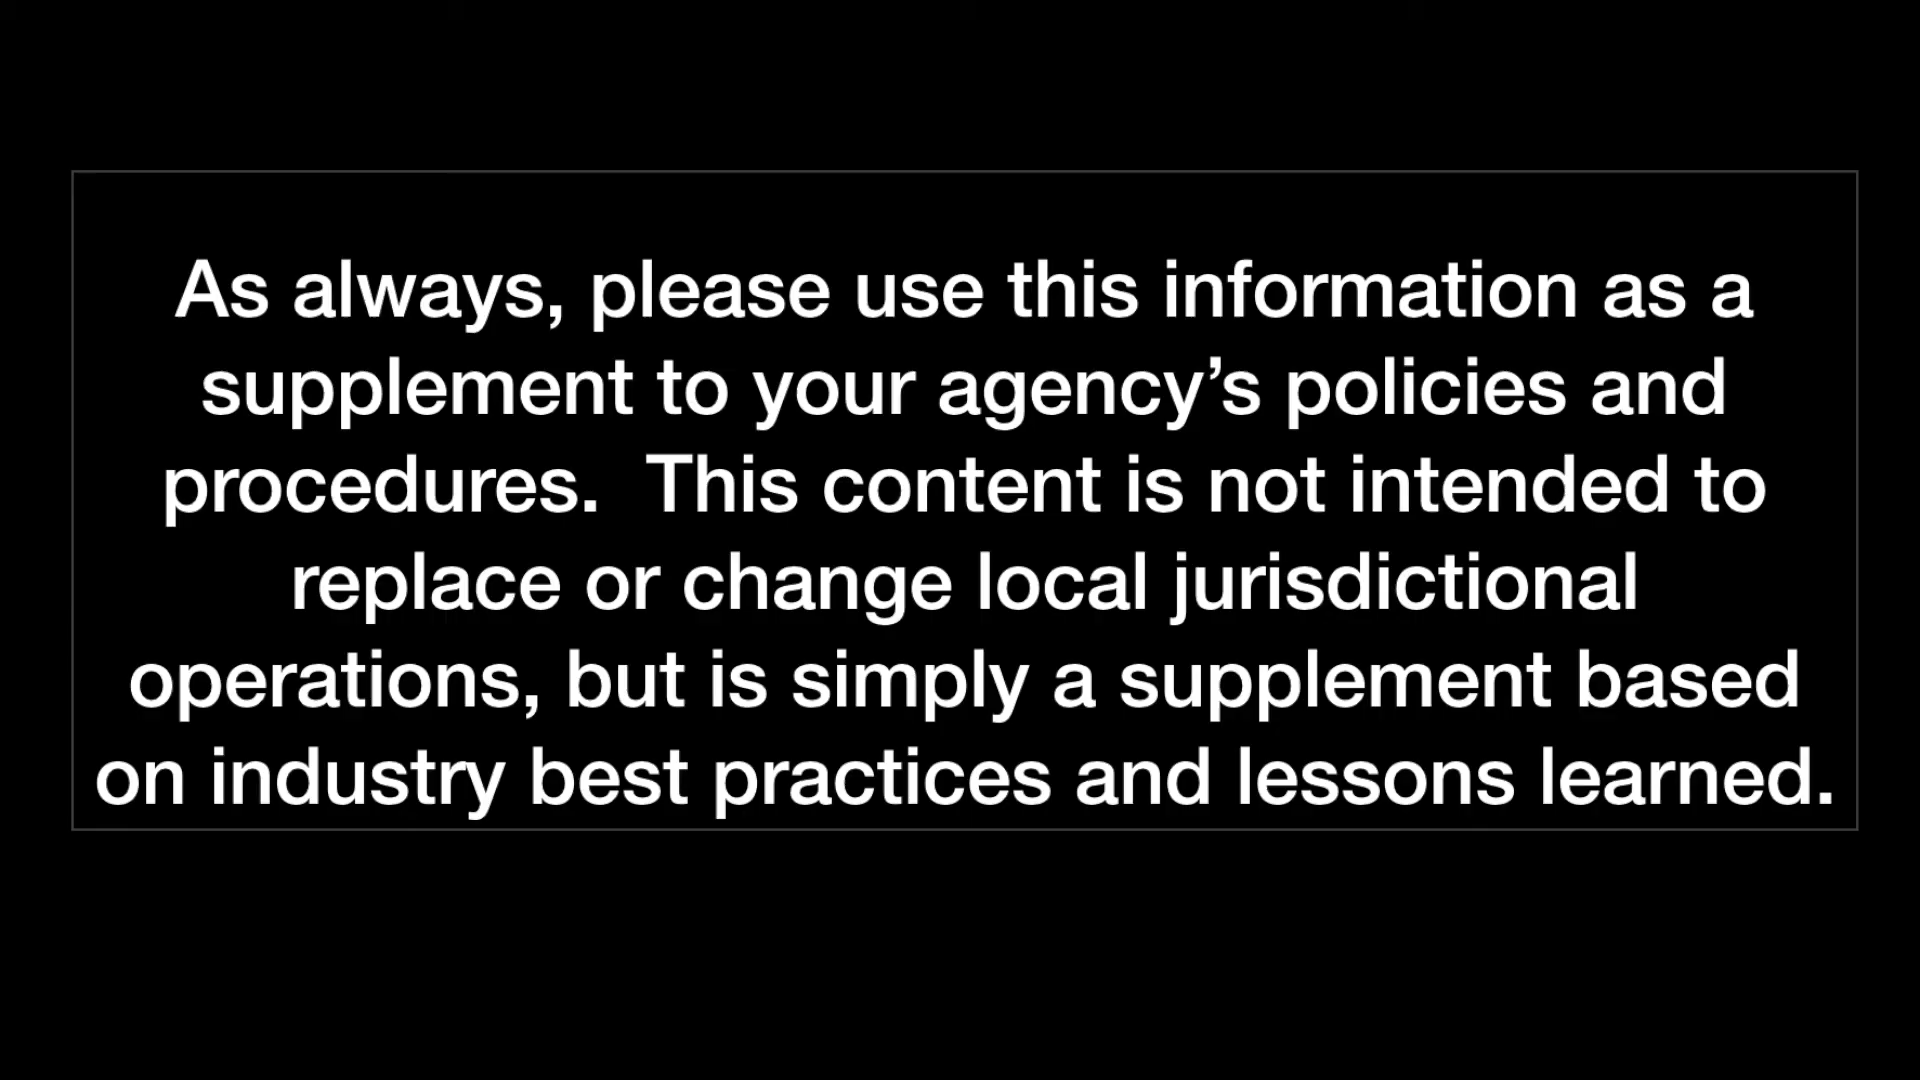 As always, please use this information as a
supplement to your agency’s policies and
procedures.  This content is not intended to
replace or change local jurisdictional
operations, but is simply a supplement based
on industry best practices and lessons learned.